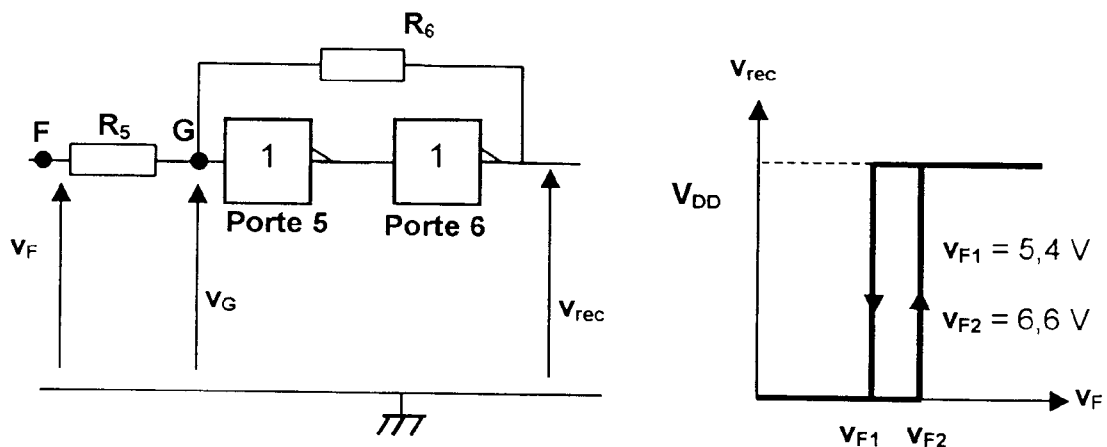 R6
F
R5
G
1
1
Porte 5
Porte 6
vF
vG
vrec
vrec
VDD
vF1 = 5,4 V
vF2 = 6,6 V
vF
vF1
vF2